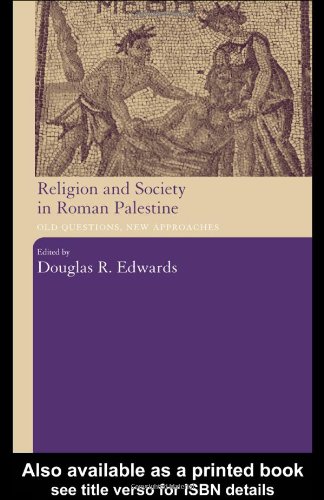 Religion and Society
in Roman Palestine
OLD QUESTIONS, NEW APPROACHES
Edited by
Douglas R. Edwards
Also available as a printed book
see title verso for ISBN details